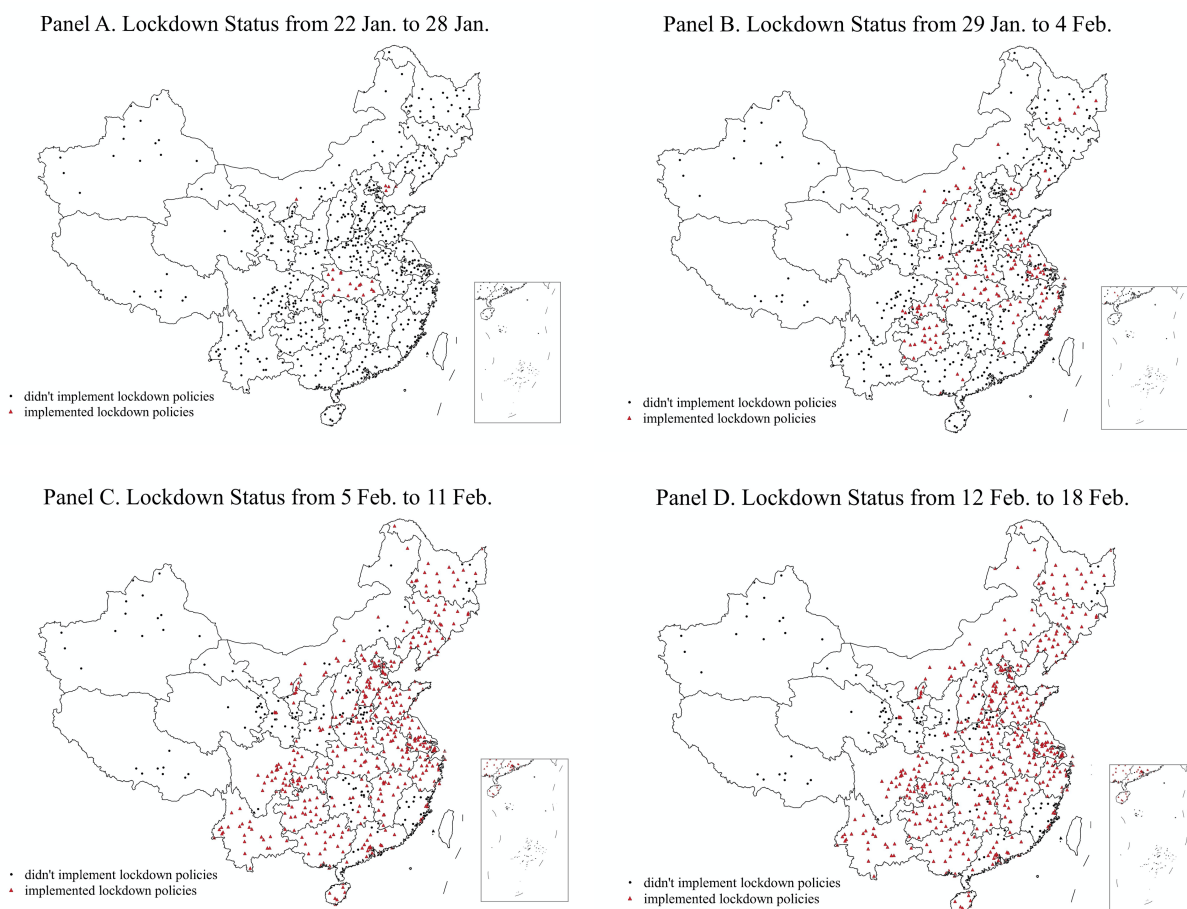 Panel A. Lockdown Status from 22 Jan. to 28 Jan.
didn't implement lockdown policies
implemented lockdown policies
Panel B. Lockdown Status from 29 Jan. to 4 Feb.
didn't implement lockdown policies
implemented lockdown policies
Panel C. Lockdown Status from 5 Feb. to 11 Feb.
didn't implement lockdown policies
implemented lockdown policies
Panel D. Lockdown Status from 12 Feb. to 18 Feb.
didn't implement lockdown policies
implemented lockdown policies